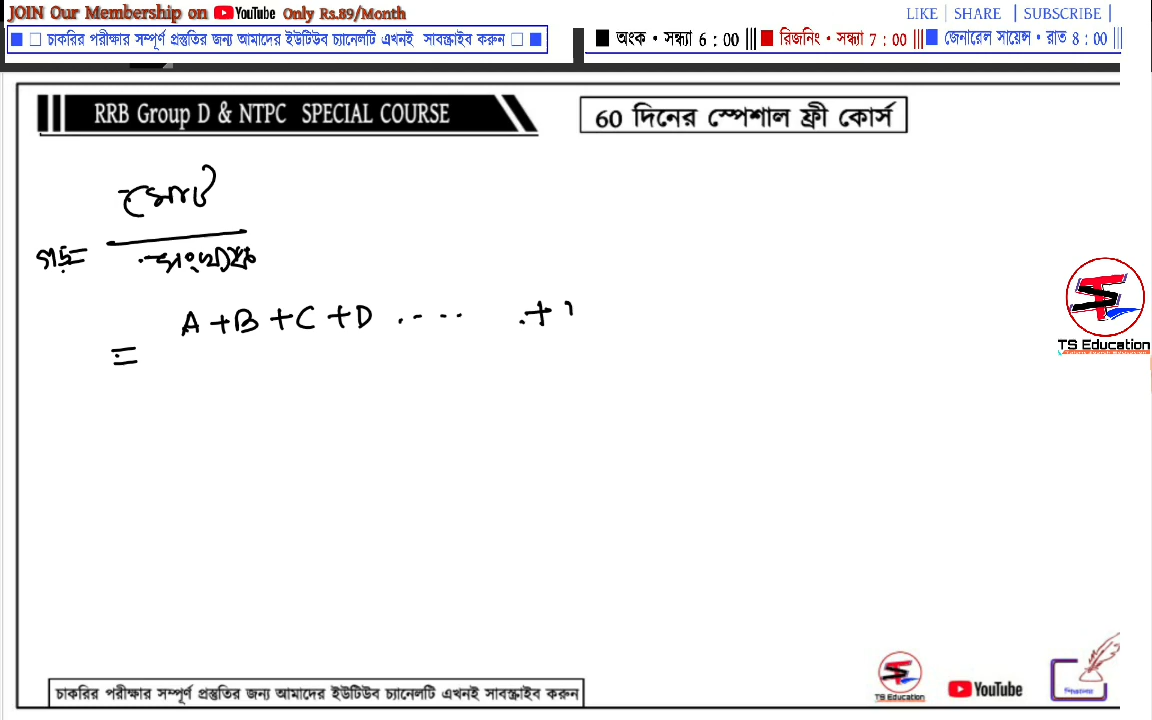 JOIN Our Membership on YouTube Only Rs.89/Month
LIKE | SHARE | SUBSCRIBE |
■ □ চাকরির পরীক্ষার সম্পূর্ণ প্রস্তুতির জন্য আমাদের ইউটিউব চ্যানেলটি এখনই সাবস্ক্রাইব করুন □ ■
■ অংক • সন্ধ্যা 6 : 00 ||| ■ রিজনিং • সন্ধ্যা 7 : 00 ||| ■ জেনারেল সায়েন্স • রাত 8 : 00 |||
RRB Group D & NTPC SPECIAL COURSE
60 দিনের স্পেশাল ফ্রী কোর্স
মোট
গড় =
A + B + C + D ..... . +
=
TS Education
চাকরির পরীক্ষার সম্পূর্ণ প্রস্তুতির জন্য আমাদের ইউটিউব চ্যানেলটি এখনই সাবস্ক্রাইব করুন
TS Education
YouTube